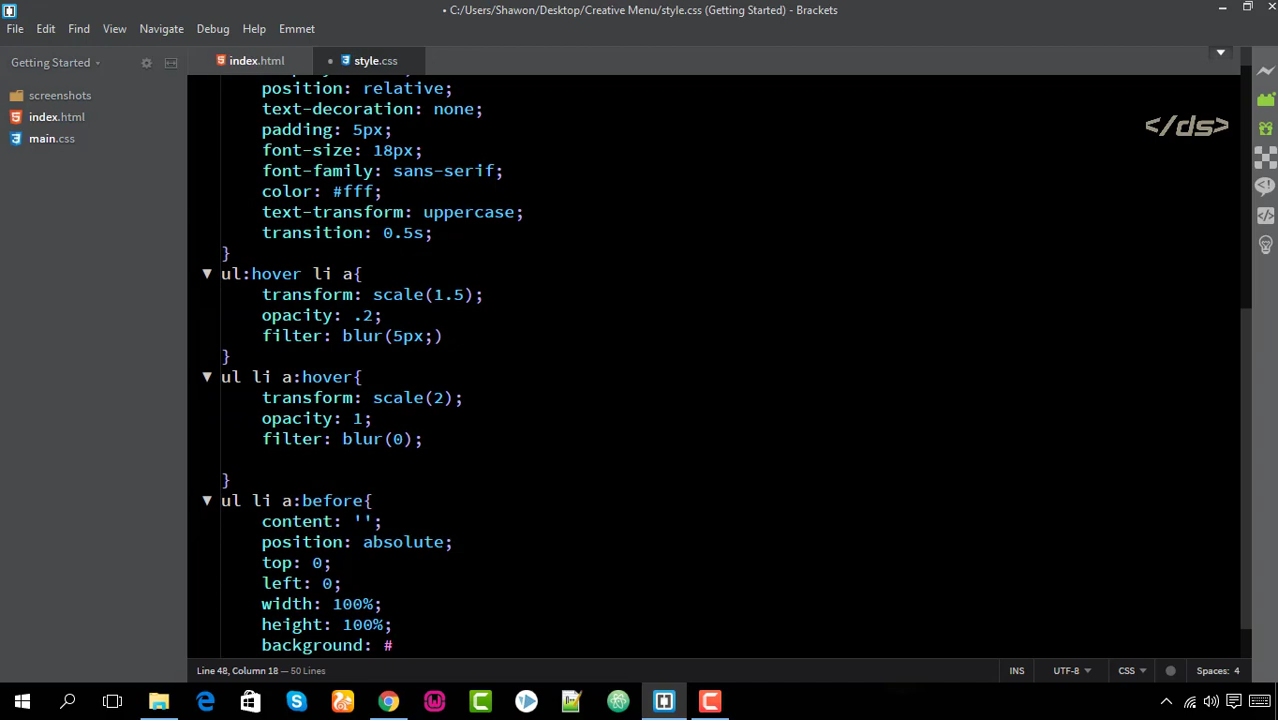 • C:/Users/Shawon/Desktop/Creative Menu/style.css (Getting Started) - Brackets
File Edit Find View Navigate Debug Help Emmet
Getting Started
index.html
• style.css
screenshots
index.html
main.css
position: relative;
text-decoration: none;
padding: 5px;
font-size: 18px;
font-family: sans-serif;
color: #fff;
text-transform: uppercase;
transition: 0.5s;
}
ul:hover li a{
transform: scale(1.5);
opacity: .2;
filter: blur(5px;)
}
ul li a:hover{
transform: scale(2);
opacity: 1;
filter: blur(0);
}
ul li a:before{
content: '';
position: absolute;
top: 0;
left: 0;
width: 100%;
height: 100%;
background: #
</ds>
Line 48, Column 18 — 50 Lines
INS UTF-8 CSS Spaces: 4